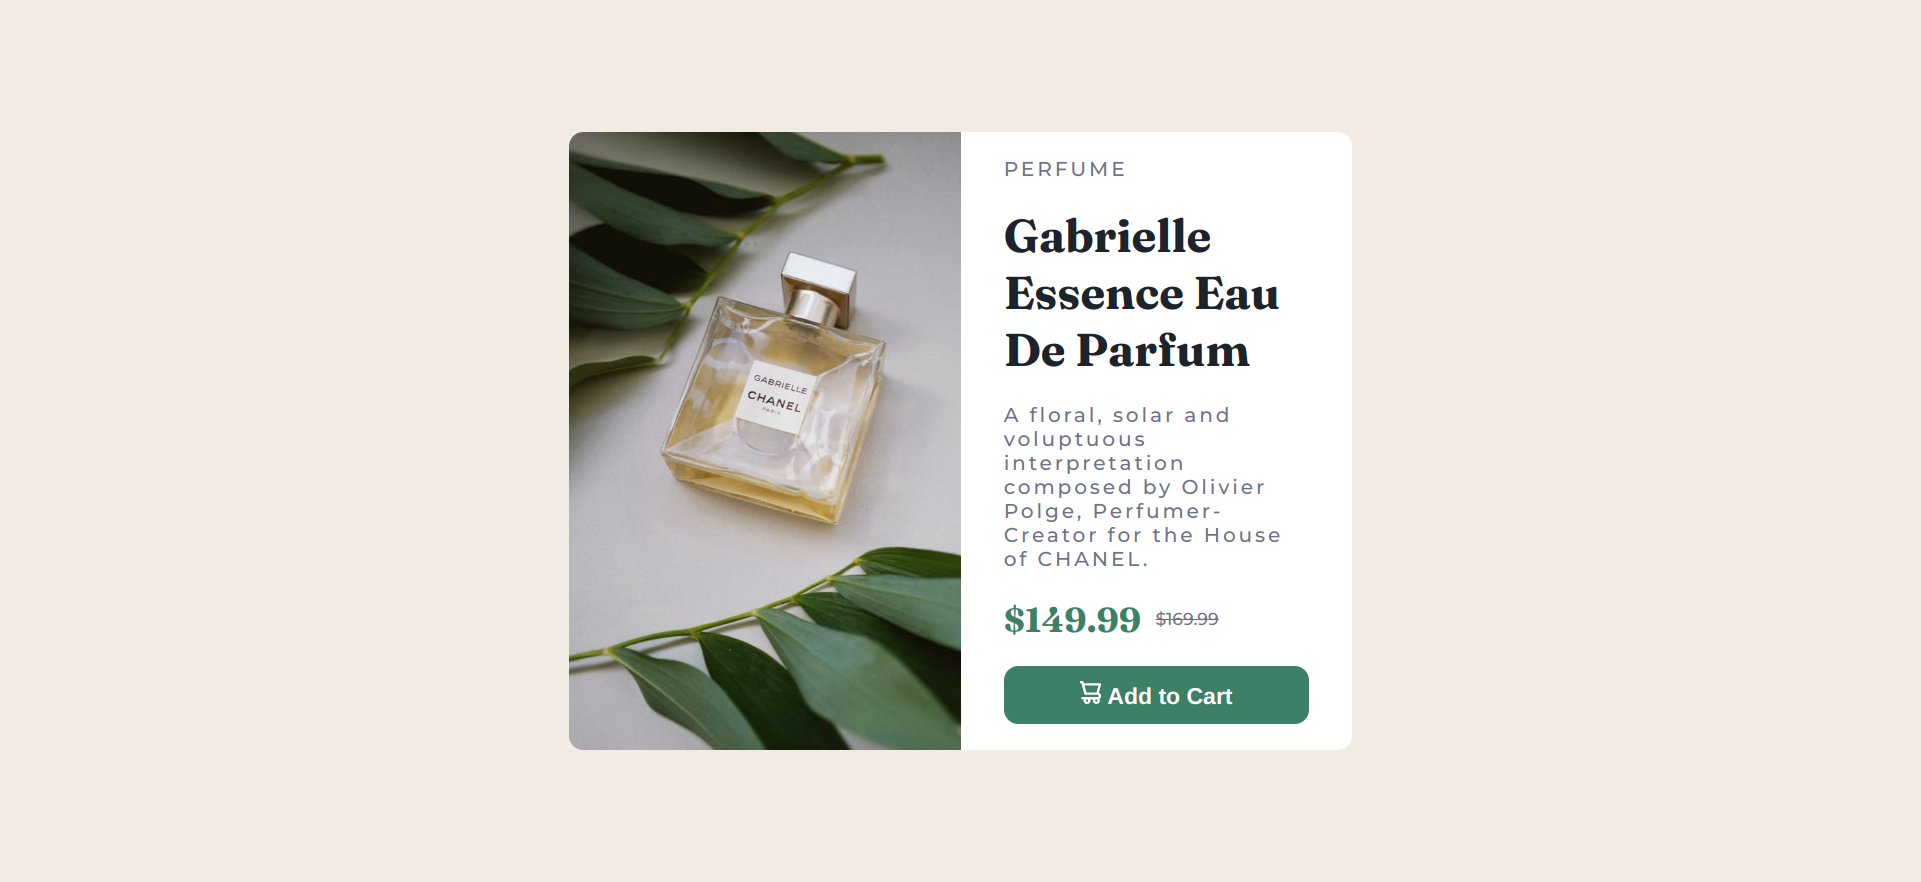 GABRIELLE
CHANEL
PARIS
PERFUME
Gabrielle
Essence Eau
De Parfum
A floral, solar and
voluptuous
interpretation
composed by Olivier
Polge, Perfumer-
Creator for the House
of CHANEL.
$149.99 $169.99
Add to Cart